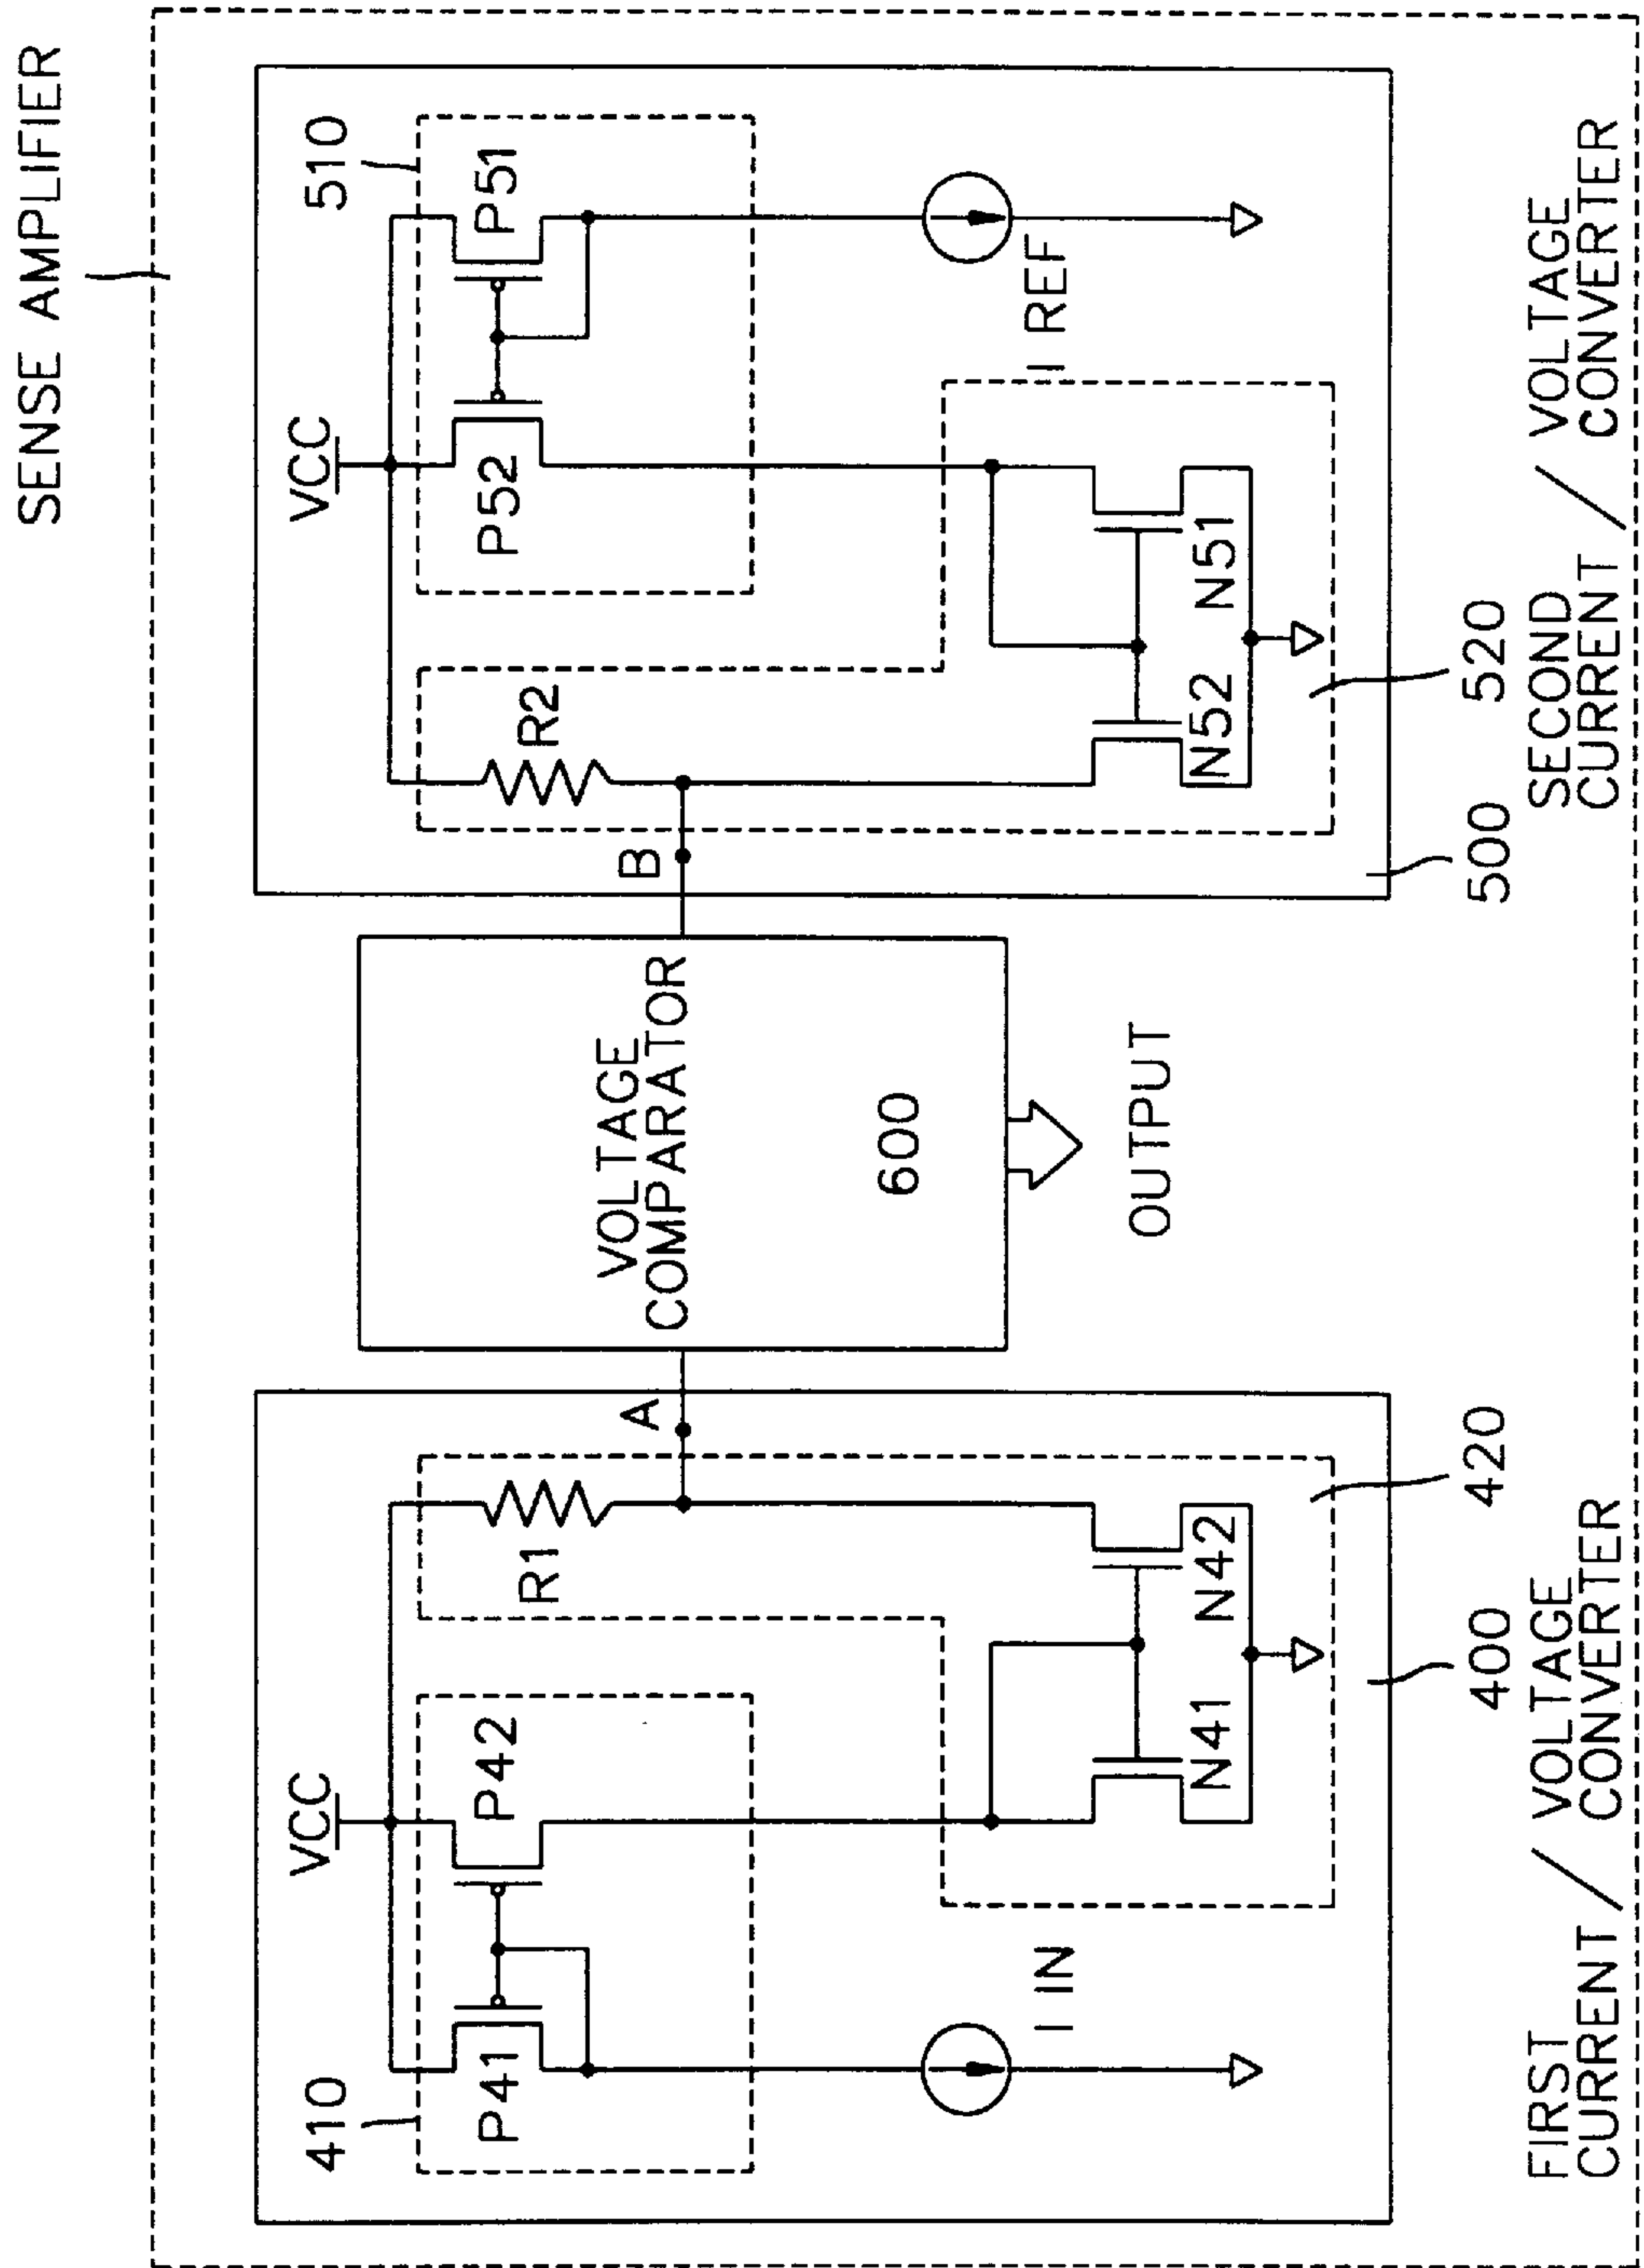 SENSE AMPLIFIER
410
VCC
P41
P42
R1
A
I IN
N41
N42
420
400
FIRST
CURRENT / VOLTAGE
CONVERTER
VOLTAGE
COMPARATOR
600
OUTPUT
VCC
510
R2
P52
P51
B
I REF
N52
N51
500
520
SECOND
CURRENT / VOLTAGE
CONVERTER